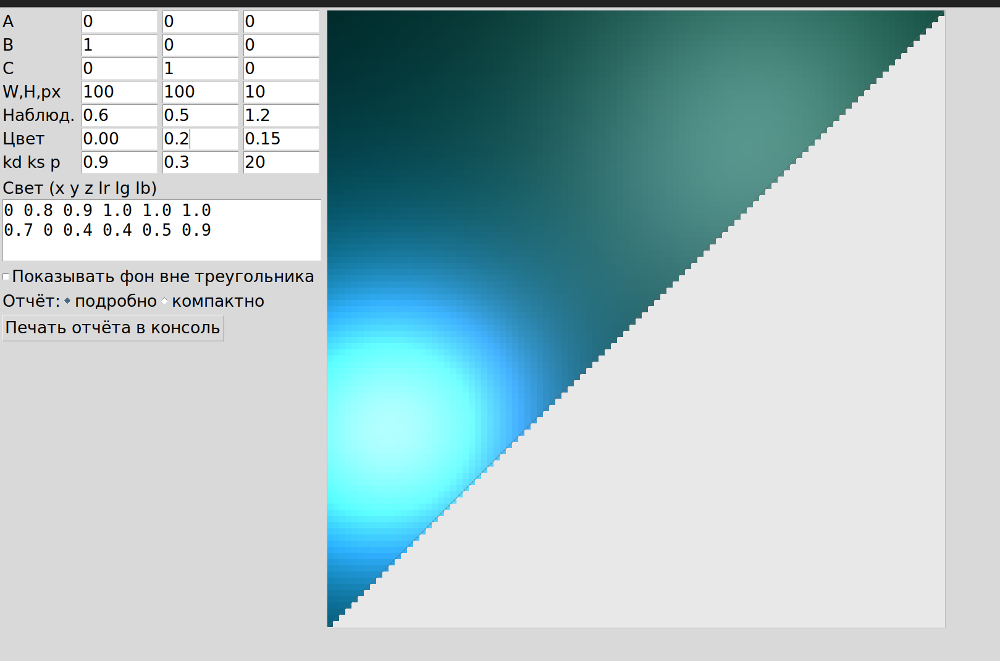 A 0 0 0
B 1 0 0
C 0 1 0
W,H,px 100 100 10
Наблюд. 0.6 0.5 1.2
Цвет 0.00 0.2 0.15
kd ks p 0.9 0.3 20
Свет (x y z Ir Ig Ib)
0 0.8 0.9 1.0 1.0 1.0
0.7 0 0.4 0.4 0.5 0.9
Показывать фон вне треугольника
Отчёт: подробно компактно
Печать отчёта в консоль